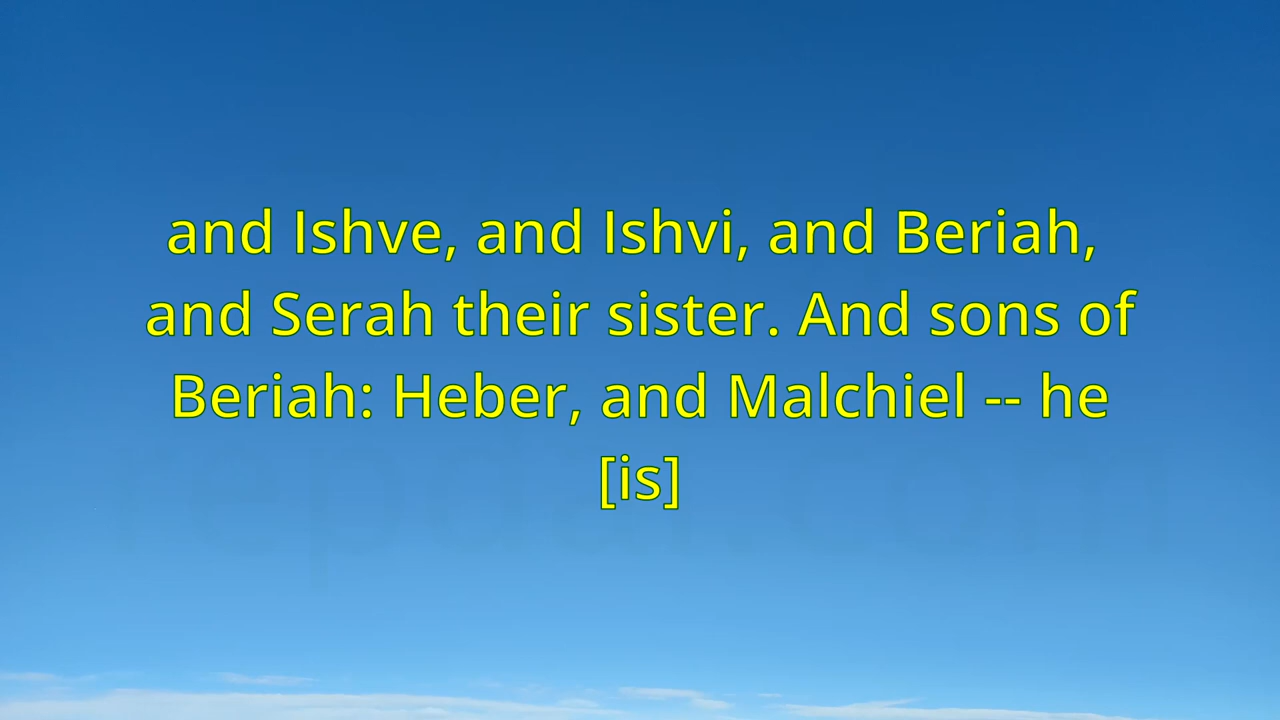 and Ishve, and Ishvi, and Beriah,
and Serah their sister. And sons of
Beriah: Heber, and Malchiel -- he
[is]